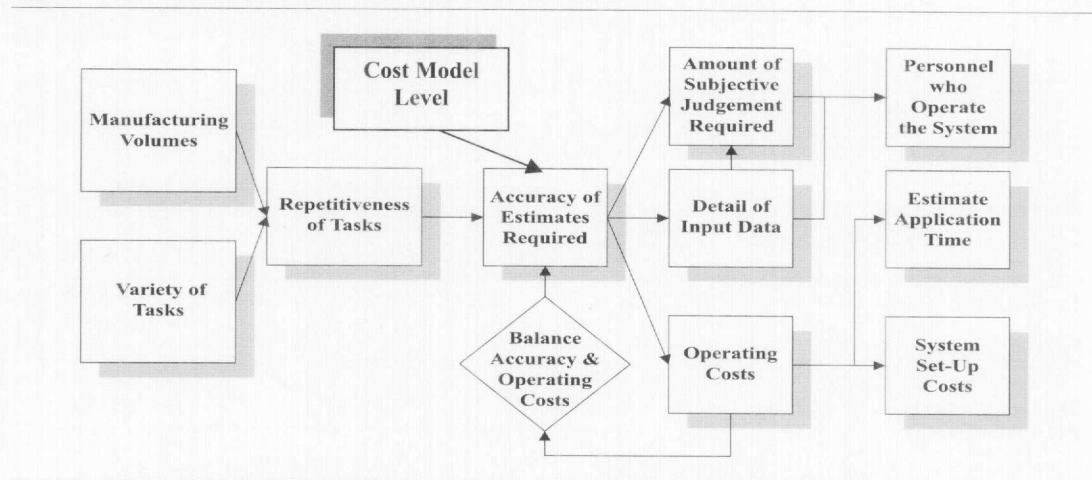 Cost Model
Level
Manufacturing
Volumes
Variety of
Tasks
Repetitiveness
of Tasks
Accuracy of
Estimates
Required
Balance
Accuracy &
Operating
Costs
Amount of
Subjective
Judgement
Required
Detail of
Input Data
Operating
Costs
Personnel
who
Operate
the System
Estimate
Application
Time
System
Set-Up
Costs